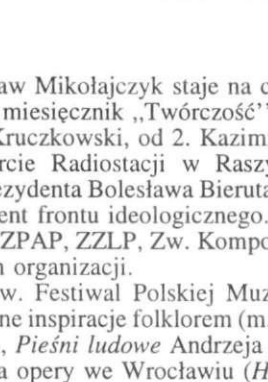 aw Mikołajczyk staje na c
miesięcznik ,,Twórczość''
Kruczkowski, od 2. Kazimi
rcie Radiostacji w Raszy
ezydenta Bolesława Bieruta
ent frontu ideologicznego.
ZPAP, ZZLP, Zw. Kompo
organizacji.
w. Festiwal Polskiej Muz
ne inspiracje folklorem (m
, Pieśni ludowe Andrzeja
a opery we Wrocławiu (H